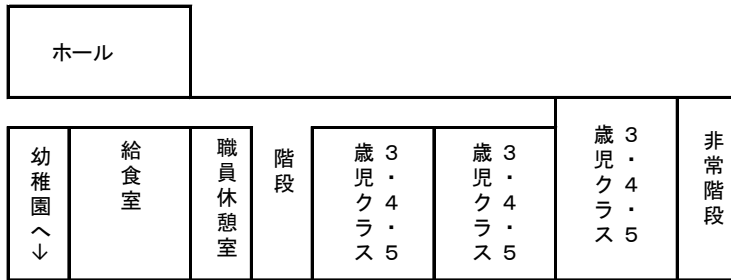 ホール
幼稚園へ↓
給食室
職員休憩室
階段
3・4・5
歳児クラス
3・4・5
歳児クラス
3・4・5
歳児クラス
非常階段